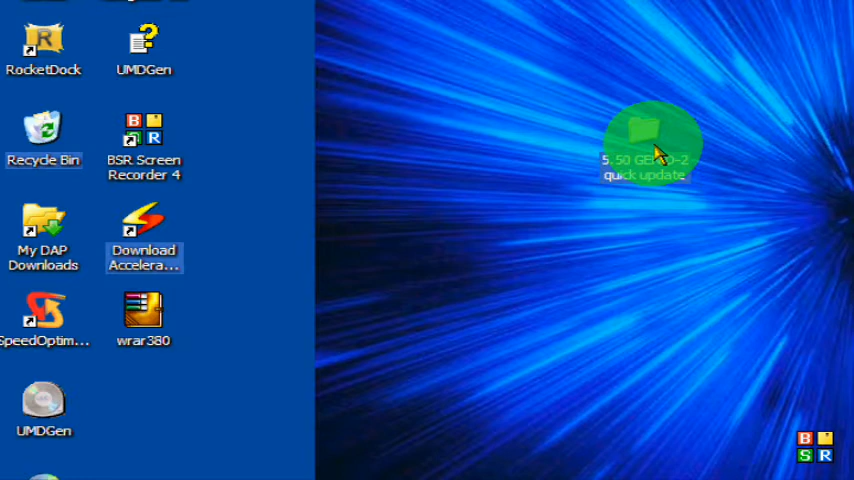 RocketDock
UMDGen
Recycle Bin
BSR Screen
Recorder 4
My DAP
Downloads
Download
Accelera...
SpeedOptim...
wrar380
UMDGen
5.50 GEN-D-2
quick update
B
S R